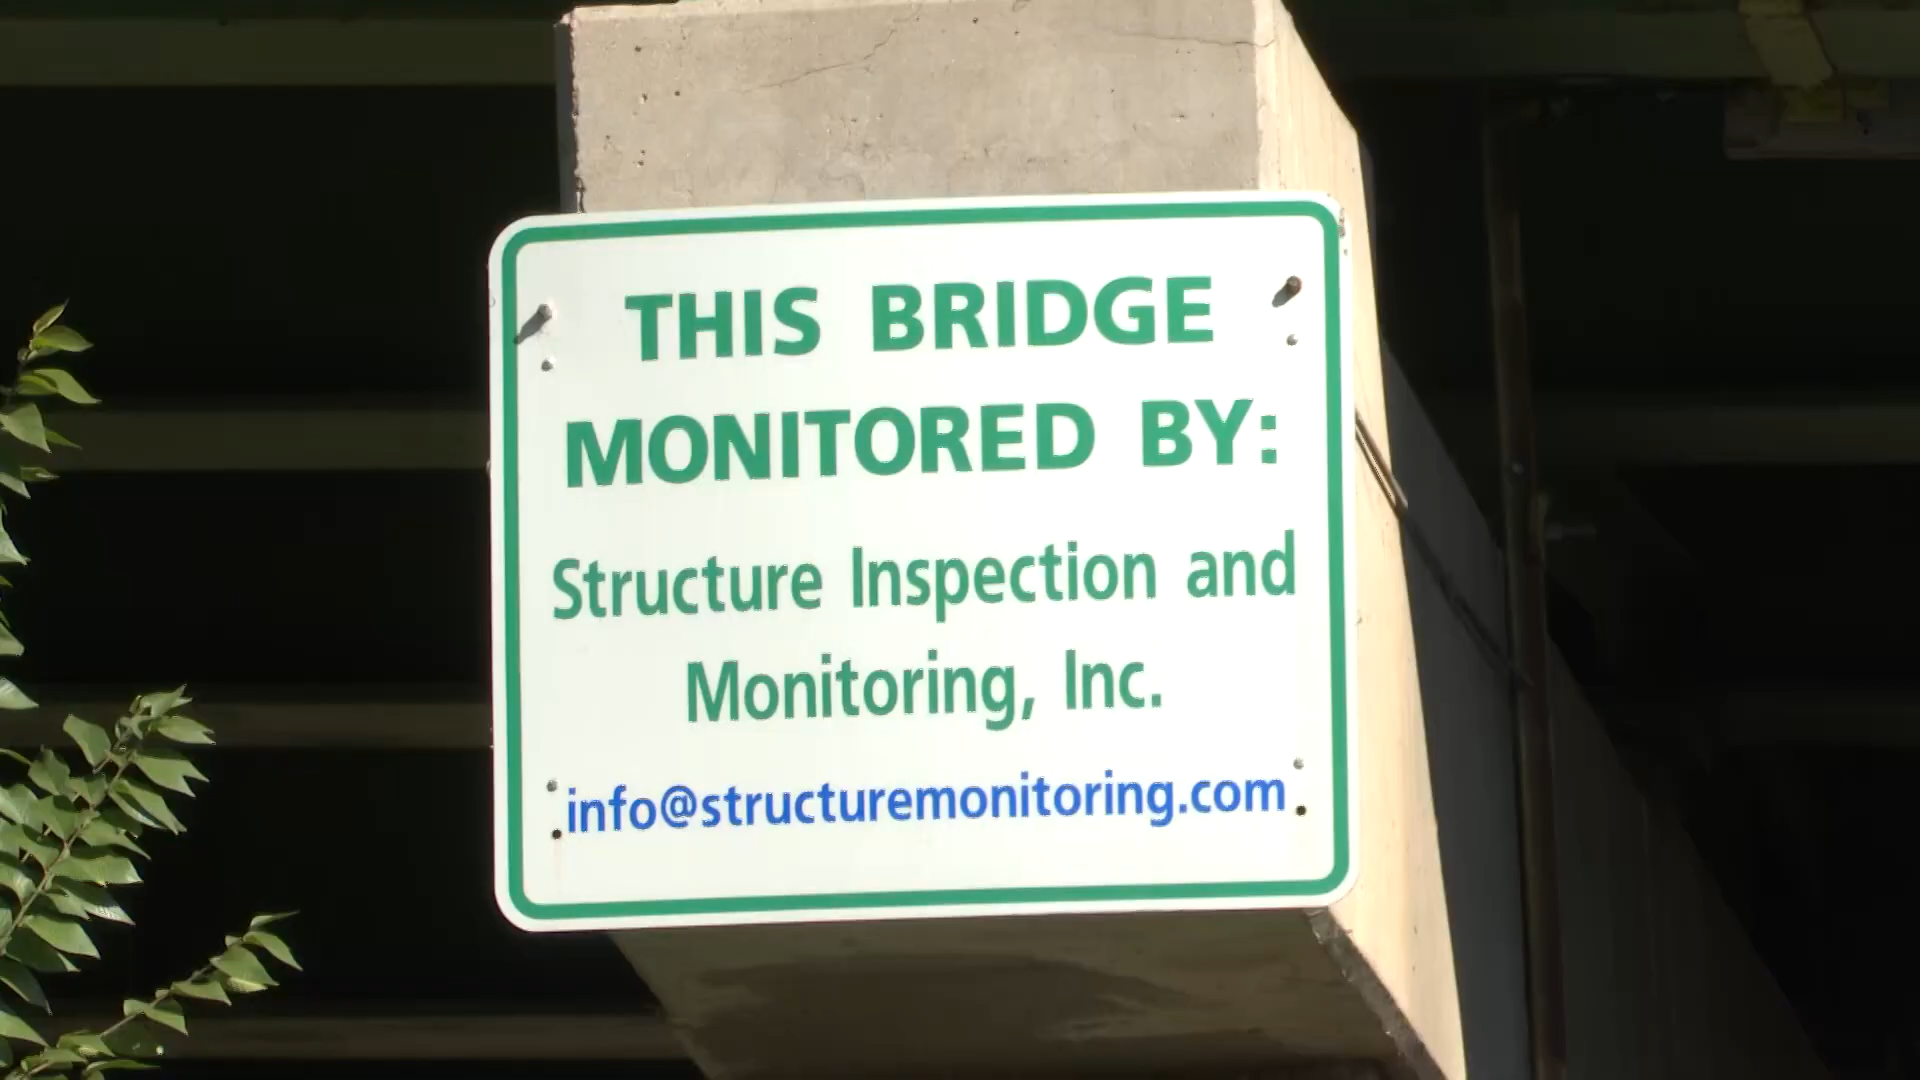 THIS BRIDGE
MONITORED BY:
Structure Inspection and
Monitoring, Inc.
info@structuremonitoring.com